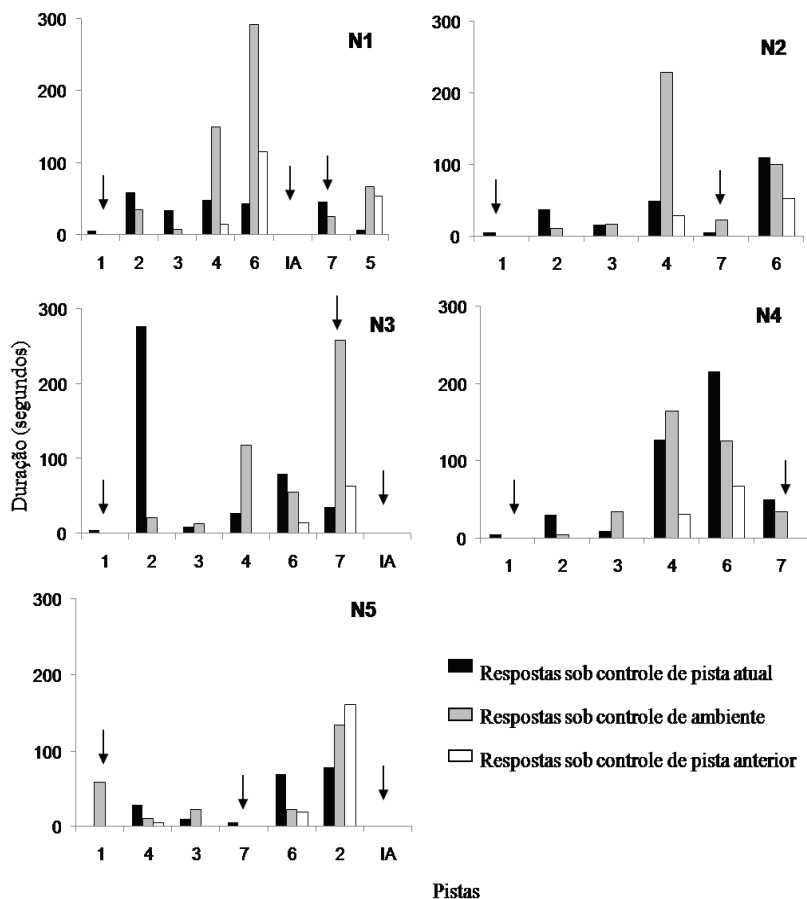 N1
300
200
100
0
1 2 3 4 6 IA 7 5
N2
300
200
100
0
1 2 3 4 7 6
Duração (segundos)
N3
300
200
100
0
1 2 3 4 6 7 IA
N4
300
200
100
0
1 2 3 4 6 7
N5
300
200
100
0
1 4 3 7 6 2 IA
Respostas sob controle de pista atual
Respostas sob controle de ambiente
Respostas sob controle de pista anterior
Pistas